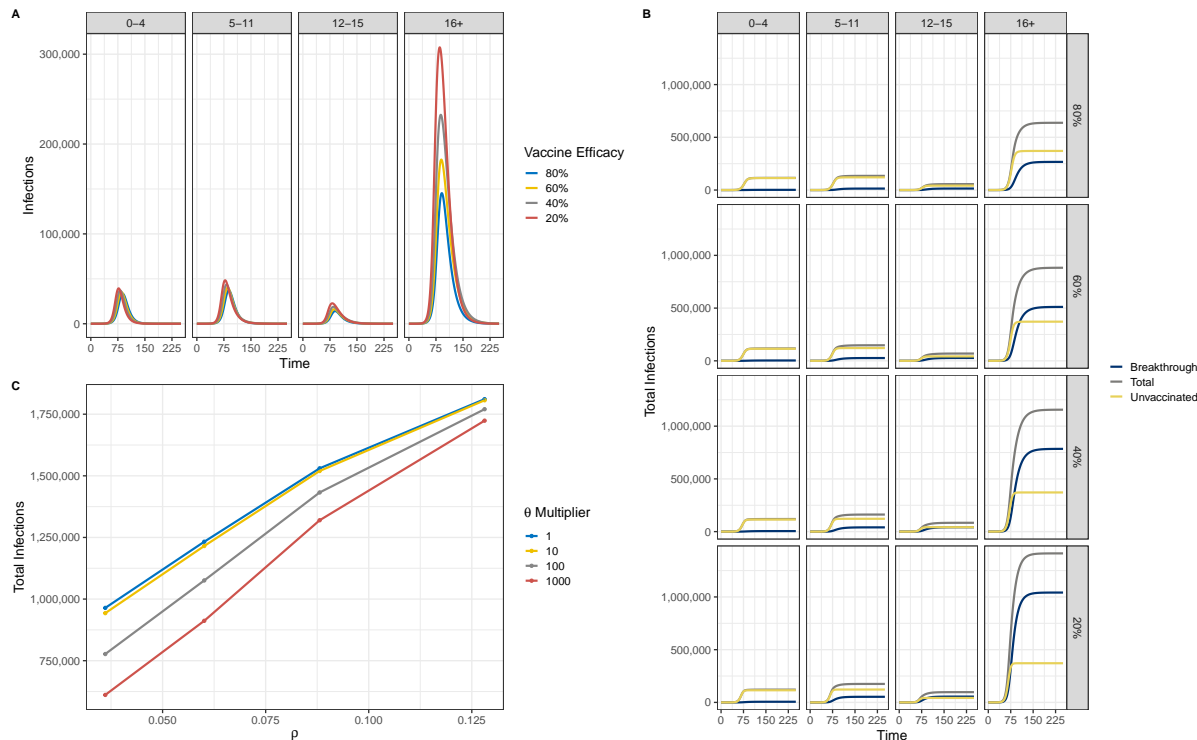 A
0−4
5−11
12−15
16+
300,000
200,000
100,000
0
Infections
0 75 150 225
0 75 150 225
0 75 150 225
0 75 150 225
Time
Vaccine Efficacy
80%
60%
40%
20%
B
0−4
5−11
12−15
16+
1,000,000
500,000
0
80%
1,000,000
500,000
0
60%
1,000,000
500,000
0
40%
1,000,000
500,000
0
20%
Total Infections
0 75 150 225
0 75 150 225
0 75 150 225
0 75 150 225
Time
Breakthrough
Total
Unvaccinated
C
1,750,000
1,500,000
1,250,000
1,000,000
750,000
Total Infections
0.050
0.075
0.100
0.125
ρ
θ Multiplier
1
10
100
1000